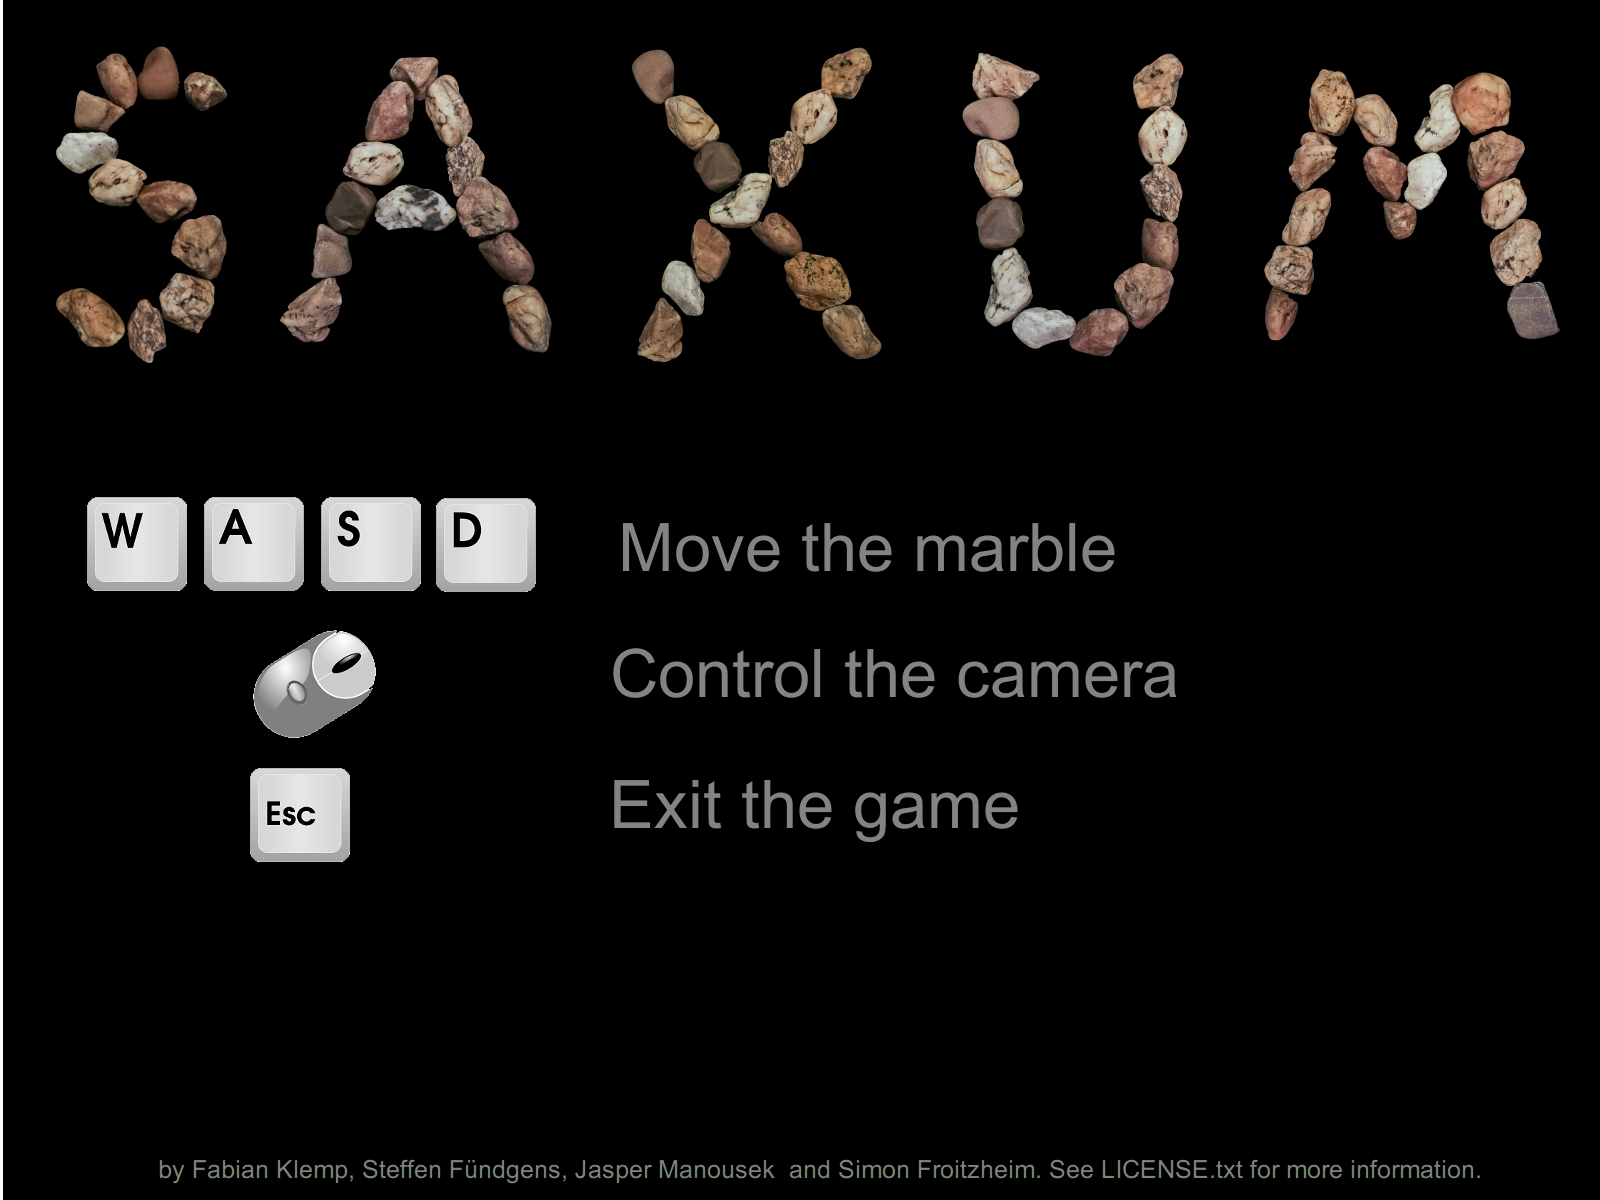 SAXUM
W A S D Move the marble
Control the camera
Esc Exit the game
by Fabian Klemp, Steffen Fündgens, Jasper Manousek  and Simon Froitzheim. See LICENSE.txt for more information.